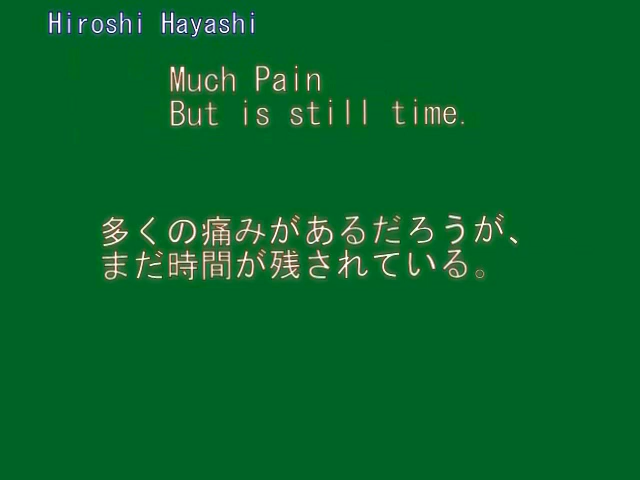 Hiroshi Hayashi
Much Pain
But is still time.
多くの痛みがあるだろうが、
まだ時間が残されている。